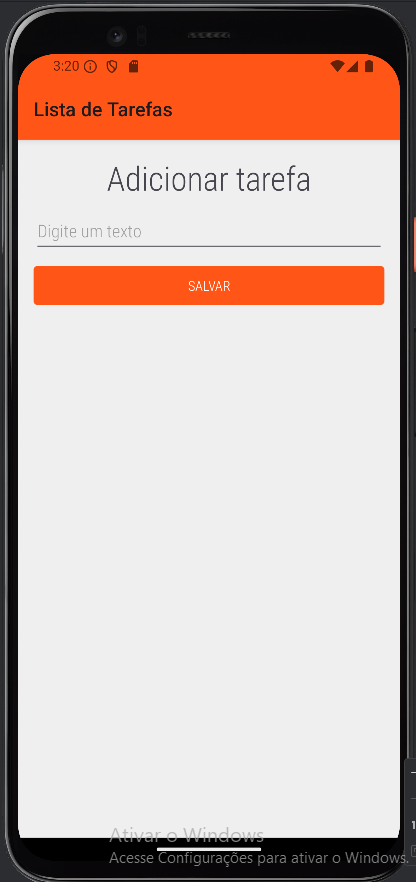 3:20
Lista de Tarefas
Adicionar tarefa
Digite um texto
SALVAR
Ativar o Windows
Acesse Configurações para ativar o Windows.